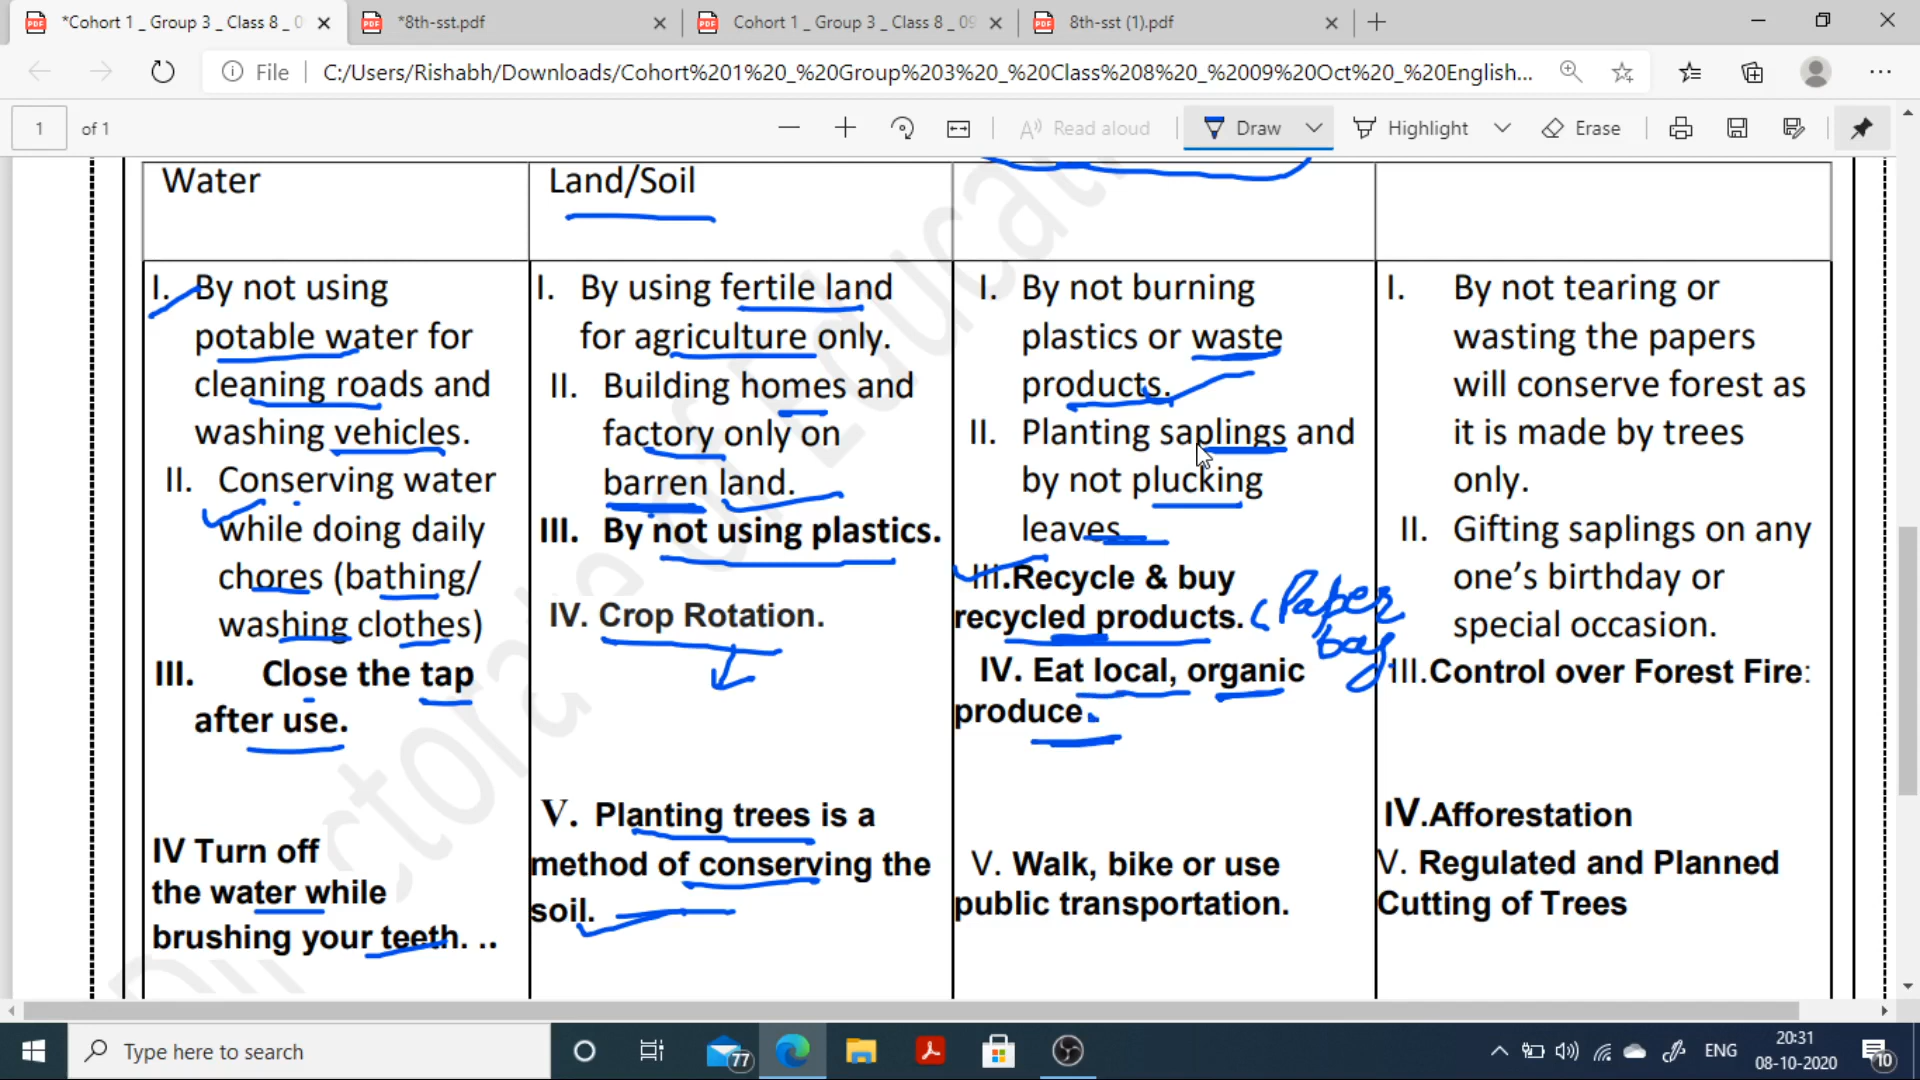 *Cohort 1 _ Group 3 _ Class 8 _ 0
*8th-sst.pdf
Cohort 1 _ Group 3 _ Class 8 _ 09
8th-sst (1).pdf
File
C:/Users/Rishabh/Downloads/Cohort%201%20_%20Group%203%20_%20Class%208%20_%2009%20Oct%20_%20English...
1 of 1
Read aloud
Draw
Highlight
Erase
Water
Land/Soil
I. By not using
potable water for
cleaning roads and
washing vehicles.
II. Conserving water
while doing daily
chores (bathing/
washing clothes)
III. Close the tap
after use.
IV Turn off
the water while
brushing your teeth. ..
I. By using fertile land
for agriculture only.
II. Building homes and
factory only on
barren land.
III. By not using plastics.
IV. Crop Rotation.
V. Planting trees is a
method of conserving the
soil.
I. By not burning
plastics or waste
products.
II. Planting saplings and
by not plucking
leaves
III.Recycle & buy
recycled products.
(Paper
bag
IV. Eat local, organic
produce.
V. Walk, bike or use
public transportation.
I. By not tearing or
wasting the papers
will conserve forest as
it is made by trees
only.
II. Gifting saplings on any
one's birthday or
special occasion.
III.Control over Forest Fire:
IV.Afforestation
V. Regulated and Planned
Cutting of Trees
Directorate of Education
Type here to search
77
ENG
20:31
08-10-2020
10